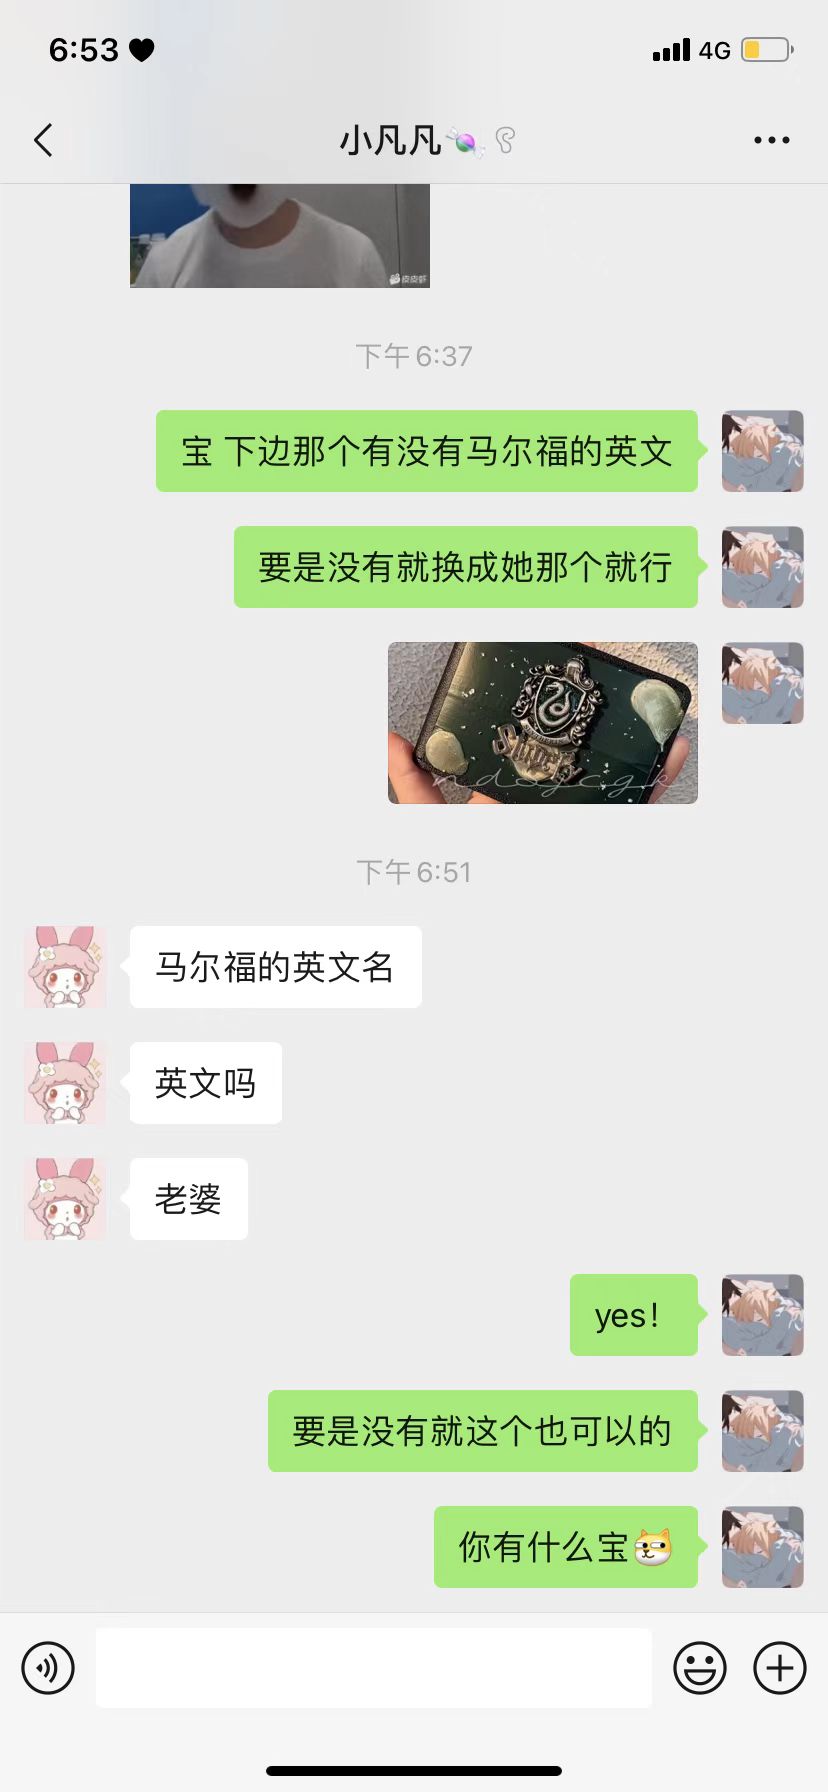 6:53
4G
小凡凡
皮皮虾
下午 6:37
宝 下边那个有没有马尔福的英文
要是没有就换成她那个就行
下午 6:51
马尔福的英文名
英文吗
老婆
yes！
要是没有就这个也可以的
你有什么宝